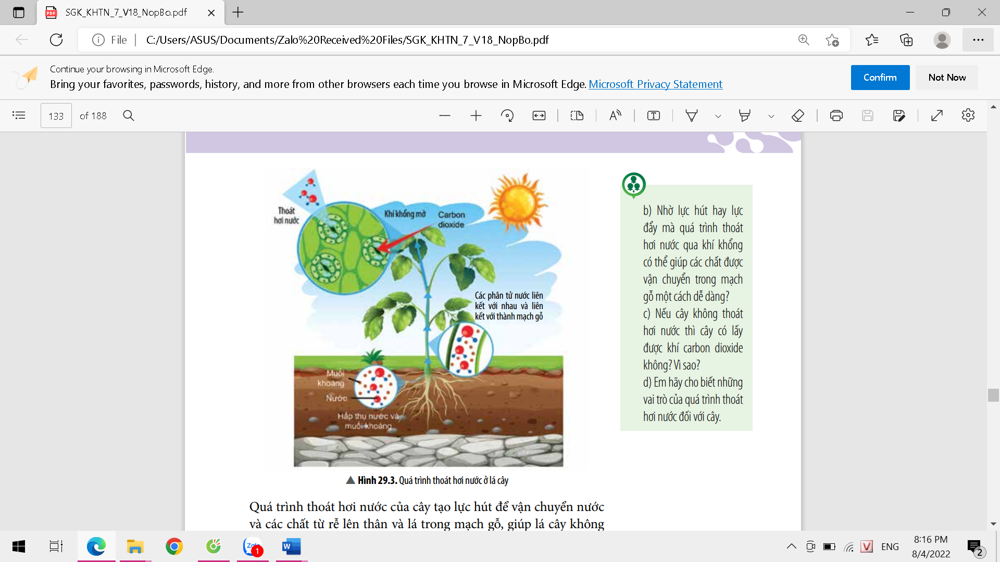 SGK_KHTN_7_V18_NopBo.pdf
File
C:/Users/ASUS/Documents/Zalo%20Received%20Files/SGK_KHTN_7_V18_NopBo.pdf
Continue your browsing in Microsoft Edge.
Bring your favorites, passwords, history, and more from other browsers each time you browse in Microsoft Edge. Microsoft Privacy Statement
Confirm
Not Now
133 of 188
Thoát
hơi nước
Khí khổng mở
Carbon
dioxide
Các phân tử nước liên
kết với nhau và liên
kết với thành mạch gỗ
Muối
khoáng
Nước
Hấp thụ nước và
muối khoáng
Hình 29.3. Quá trình thoát hơi nước ở lá cây
Quá trình thoát hơi nước của cây tạo lực hút để vận chuyển nước
và các chất từ rễ lên thân và lá trong mạch gỗ, giúp lá cây không
b) Nhờ lực hút hay lực
đẩy mà quá trình thoát
hơi nước qua khí khổng
có thể giúp các chất được
vận chuyển trong mạch
gỗ một cách dễ dàng?
c) Nếu cây không thoát
hơi nước thì cây có lấy
được khí carbon dioxide
không? Vì sao?
d) Em hãy cho biết những
vai trò của quá trình thoát
hơi nước đối với cây.
Zalo
1
W
V
ENG
8:16 PM
8/4/2022
2